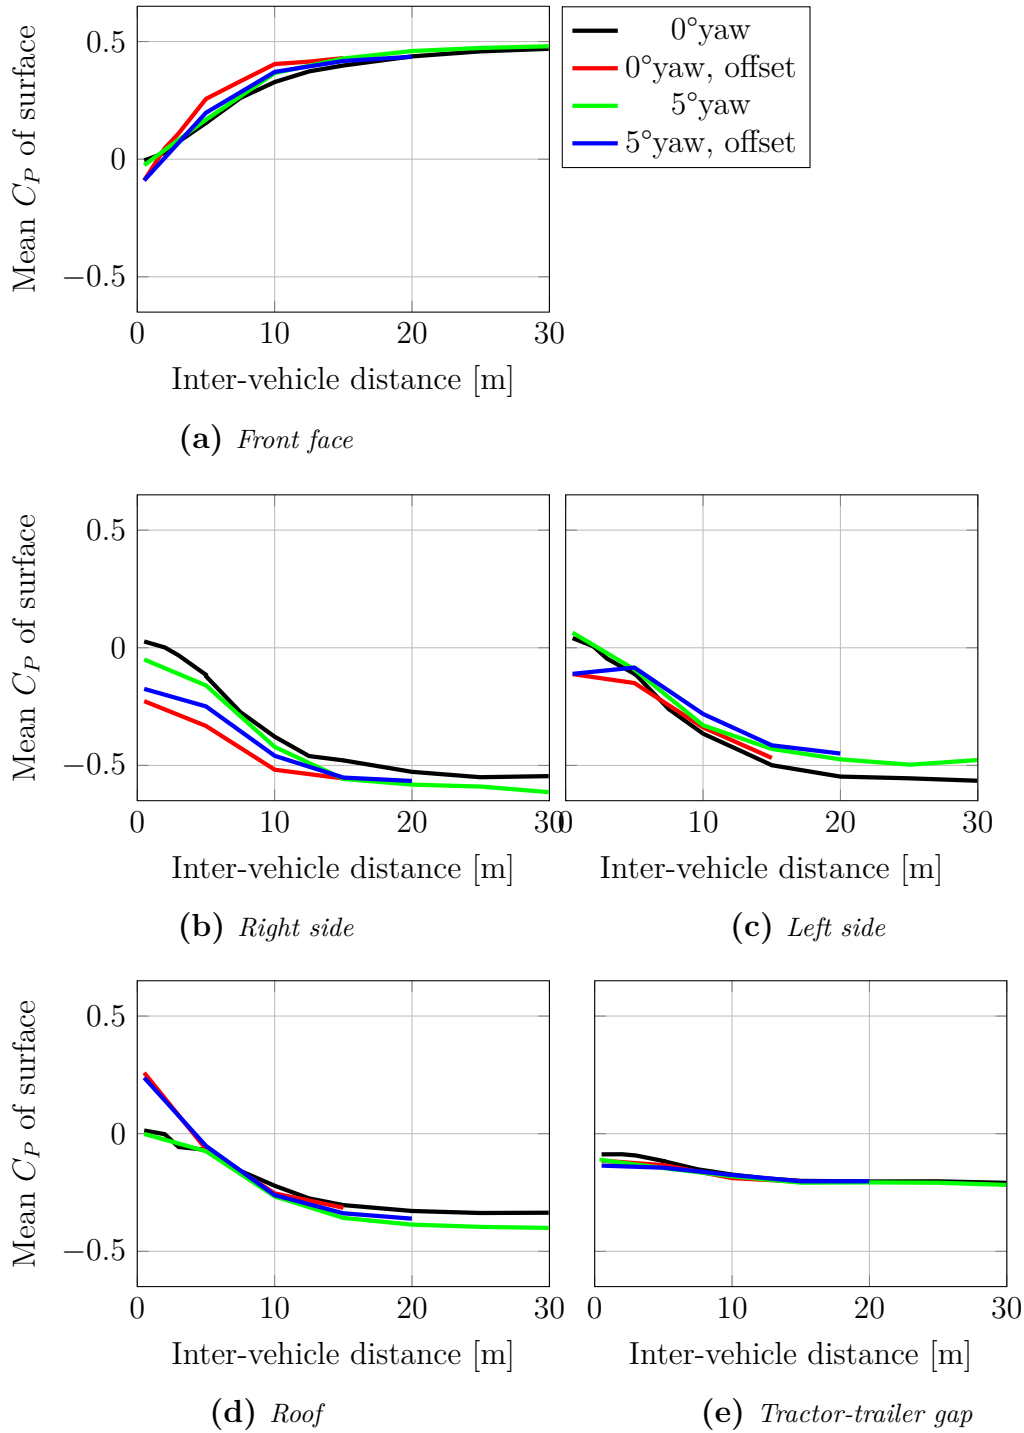 0.5
0
−0.5
Mean C_P of surface
0 10 20 30
Inter-vehicle distance [m]
(a) Front face
0°yaw
0°yaw, offset
5°yaw
5°yaw, offset
0.5
0
−0.5
Mean C_P of surface
0 10 20 30
Inter-vehicle distance [m]
(b) Right side
0 10 20 30
Inter-vehicle distance [m]
(c) Left side
0.5
0
−0.5
Mean C_P of surface
0 10 20 30
Inter-vehicle distance [m]
(d) Roof
0 10 20 30
Inter-vehicle distance [m]
(e) Tractor-trailer gap